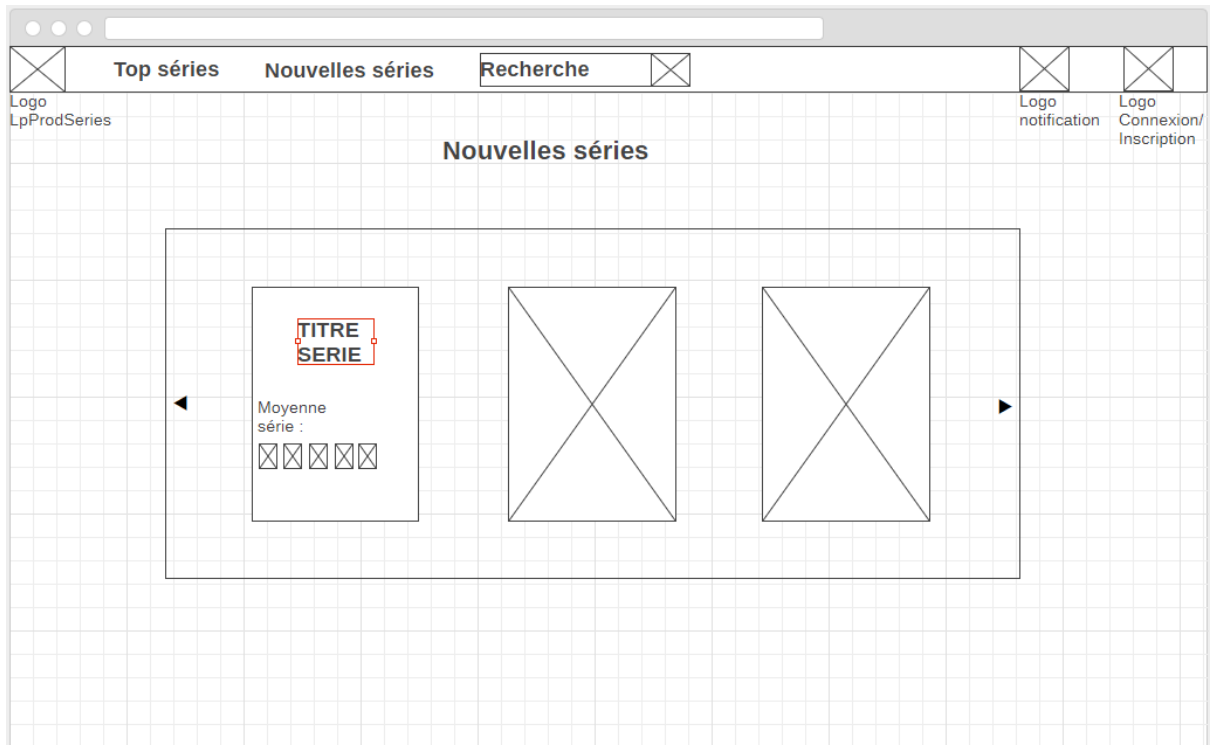 Top séries
Nouvelles séries
Recherche
Logo
LpProdSeries
Logo
notification
Logo
Connexion/
Inscription
Nouvelles séries
TITRE
SERIE
Moyenne
série :